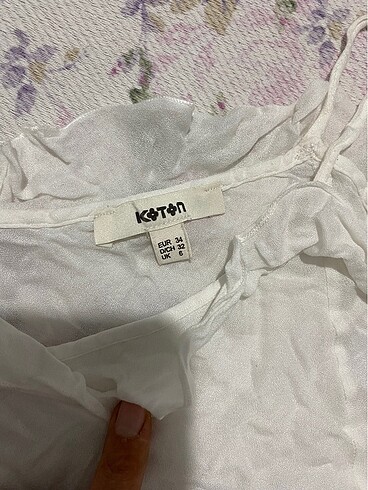 KOTON
EUR 34
D/CH 32
UK 6